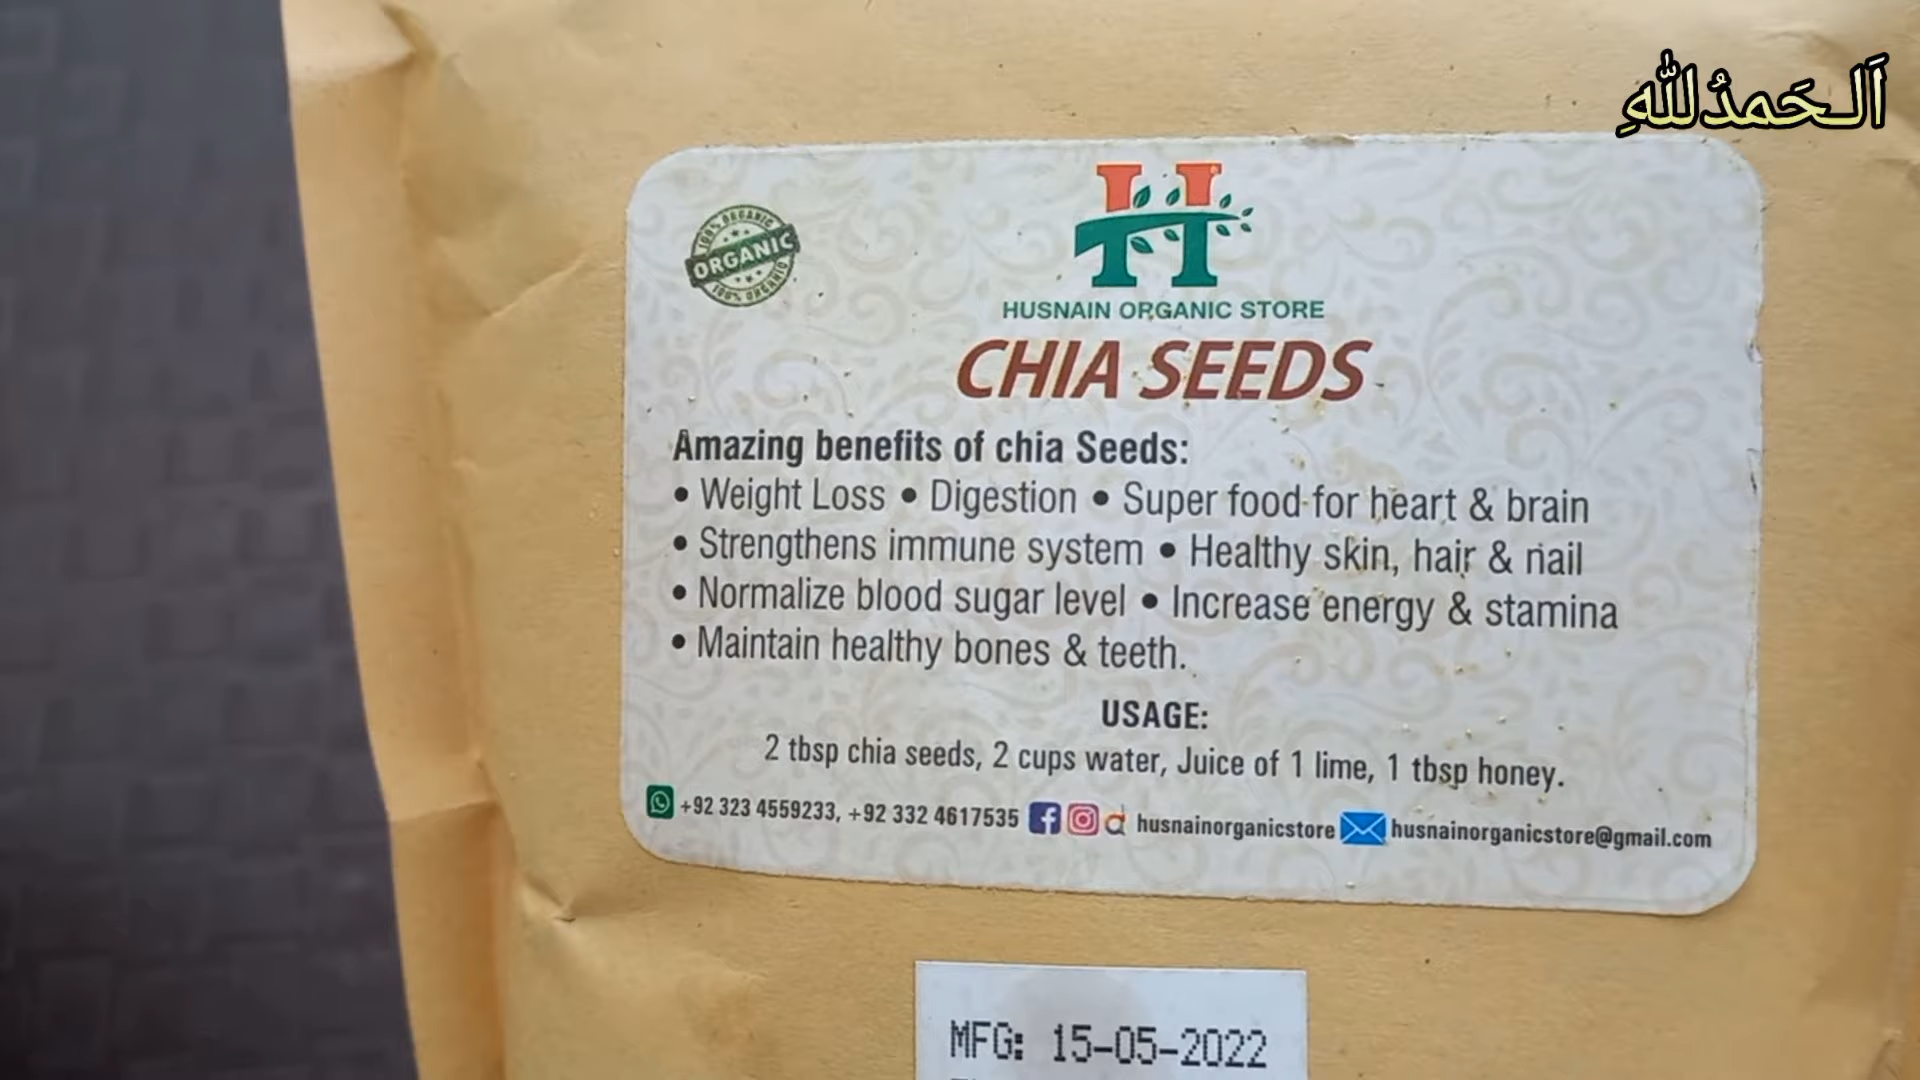 اَلحَمدُللّٰهِ
100% ORGANIC
ORGANIC
100% ORGANIC
H
HUSNAIN ORGANIC STORE
CHIA SEEDS
Amazing benefits of chia Seeds:
• Weight Loss • Digestion • Super food for heart & brain
• Strengthens immune system • Healthy skin, hair & nail
• Normalize blood sugar level • Increase energy & stamina
• Maintain healthy bones & teeth.
USAGE:
2 tbsp chia seeds, 2 cups water, Juice of 1 lime, 1 tbsp honey.
+92 323 4559233, +92 332 4617535 husnainorganicstore husnainorganicstore@gmail.com
MFG: 15-05-2022